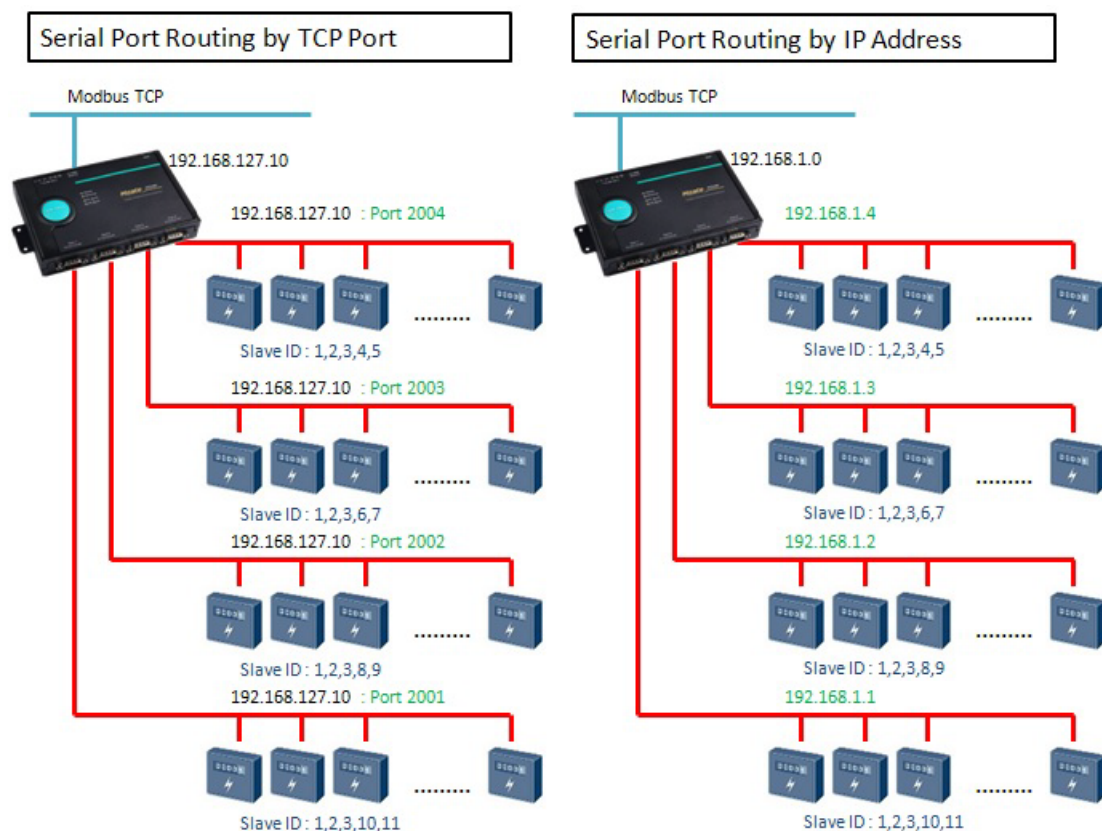 Serial Port Routing by TCP Port
Modbus TCP
192.168.127.10
192.168.127.10 : Port 2004
Slave ID : 1,2,3,4,5
192.168.127.10 : Port 2003
Slave ID : 1,2,3,6,7
192.168.127.10 : Port 2002
Slave ID : 1,2,3,8,9
192.168.127.10 : Port 2001
Slave ID : 1,2,3,10,11
Serial Port Routing by IP Address
Modbus TCP
192.168.1.0
192.168.1.4
Slave ID : 1,2,3,4,5
192.168.1.3
Slave ID : 1,2,3,6,7
192.168.1.2
Slave ID : 1,2,3,8,9
192.168.1.1
Slave ID : 1,2,3,10,11